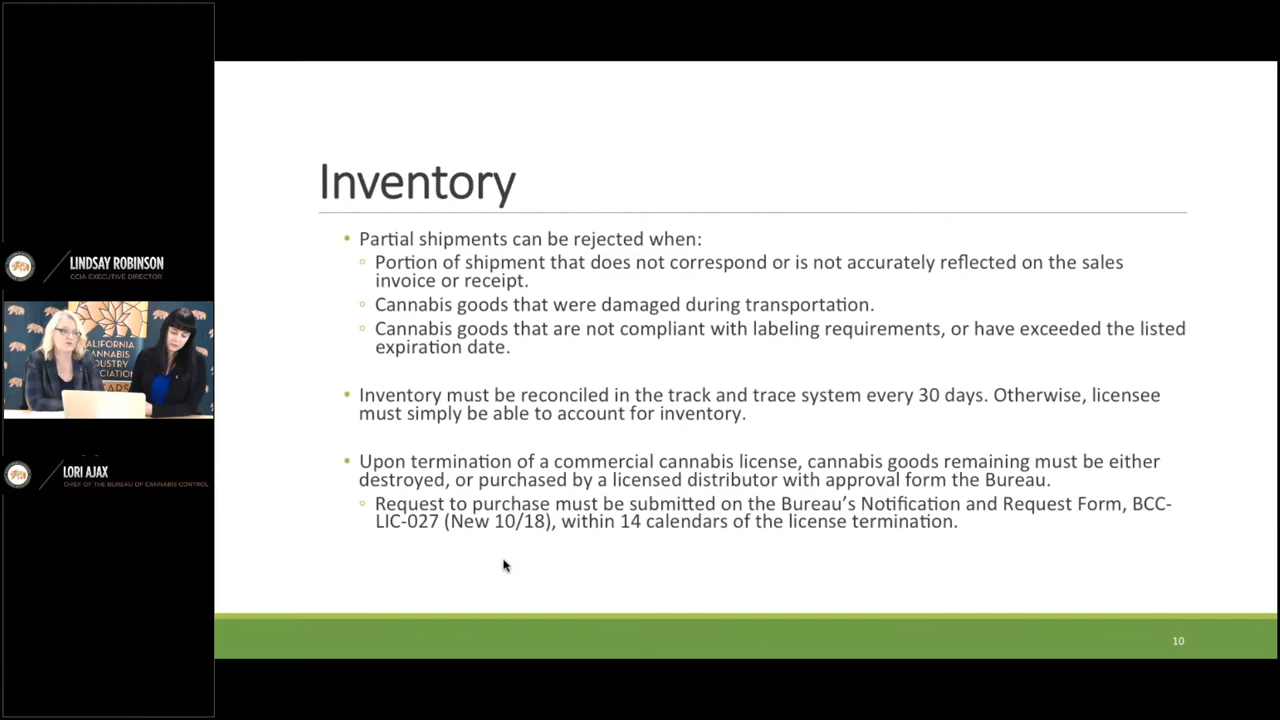 LINDSAY ROBINSON
CCIA EXECUTIVE DIRECTOR
CALIFORNIA
CANNABIS
INDUSTRY
LORI AJAX
CHIEF OF THE BUREAU OF CANNABIS CONTROL
Inventory
• Partial shipments can be rejected when:
◦ Portion of shipment that does not correspond or is not accurately reflected on the sales
invoice or receipt.
◦ Cannabis goods that were damaged during transportation.
◦ Cannabis goods that are not compliant with labeling requirements, or have exceeded the listed
expiration date.
• Inventory must be reconciled in the track and trace system every 30 days. Otherwise, licensee
must simply be able to account for inventory.
• Upon termination of a commercial cannabis license, cannabis goods remaining must be either
destroyed, or purchased by a licensed distributor with approval form the Bureau.
◦ Request to purchase must be submitted on the Bureau's Notification and Request Form, BCC-
LIC-027 (New 10/18), within 14 calendars of the license termination.
10